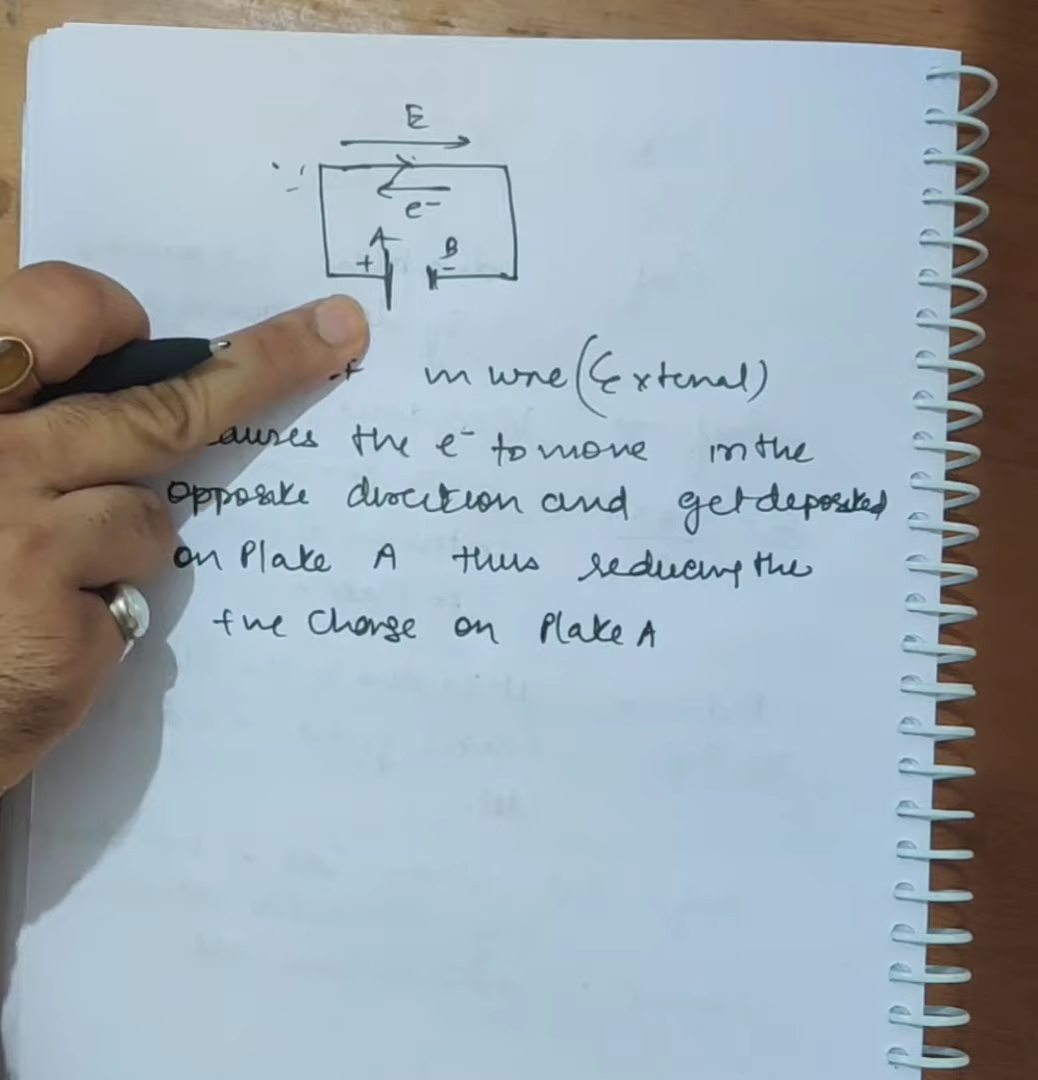 E
e⁻
A B
+ -
in wire (External)
causes the e⁻ to move in the
opposite direction and get deposited
on Plate A thus reducing the
+ve Charge on Plate A